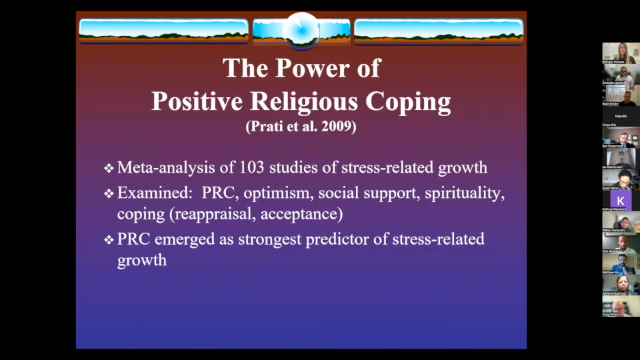 The Power of
Positive Religious Coping
(Prati et al. 2009)
❖ Meta-analysis of 103 studies of stress-related growth
❖ Examined: PRC, optimism, social support, spirituality,
coping (reappraisal, acceptance)
❖ PRC emerged as strongest predictor of stress-related
growth
K